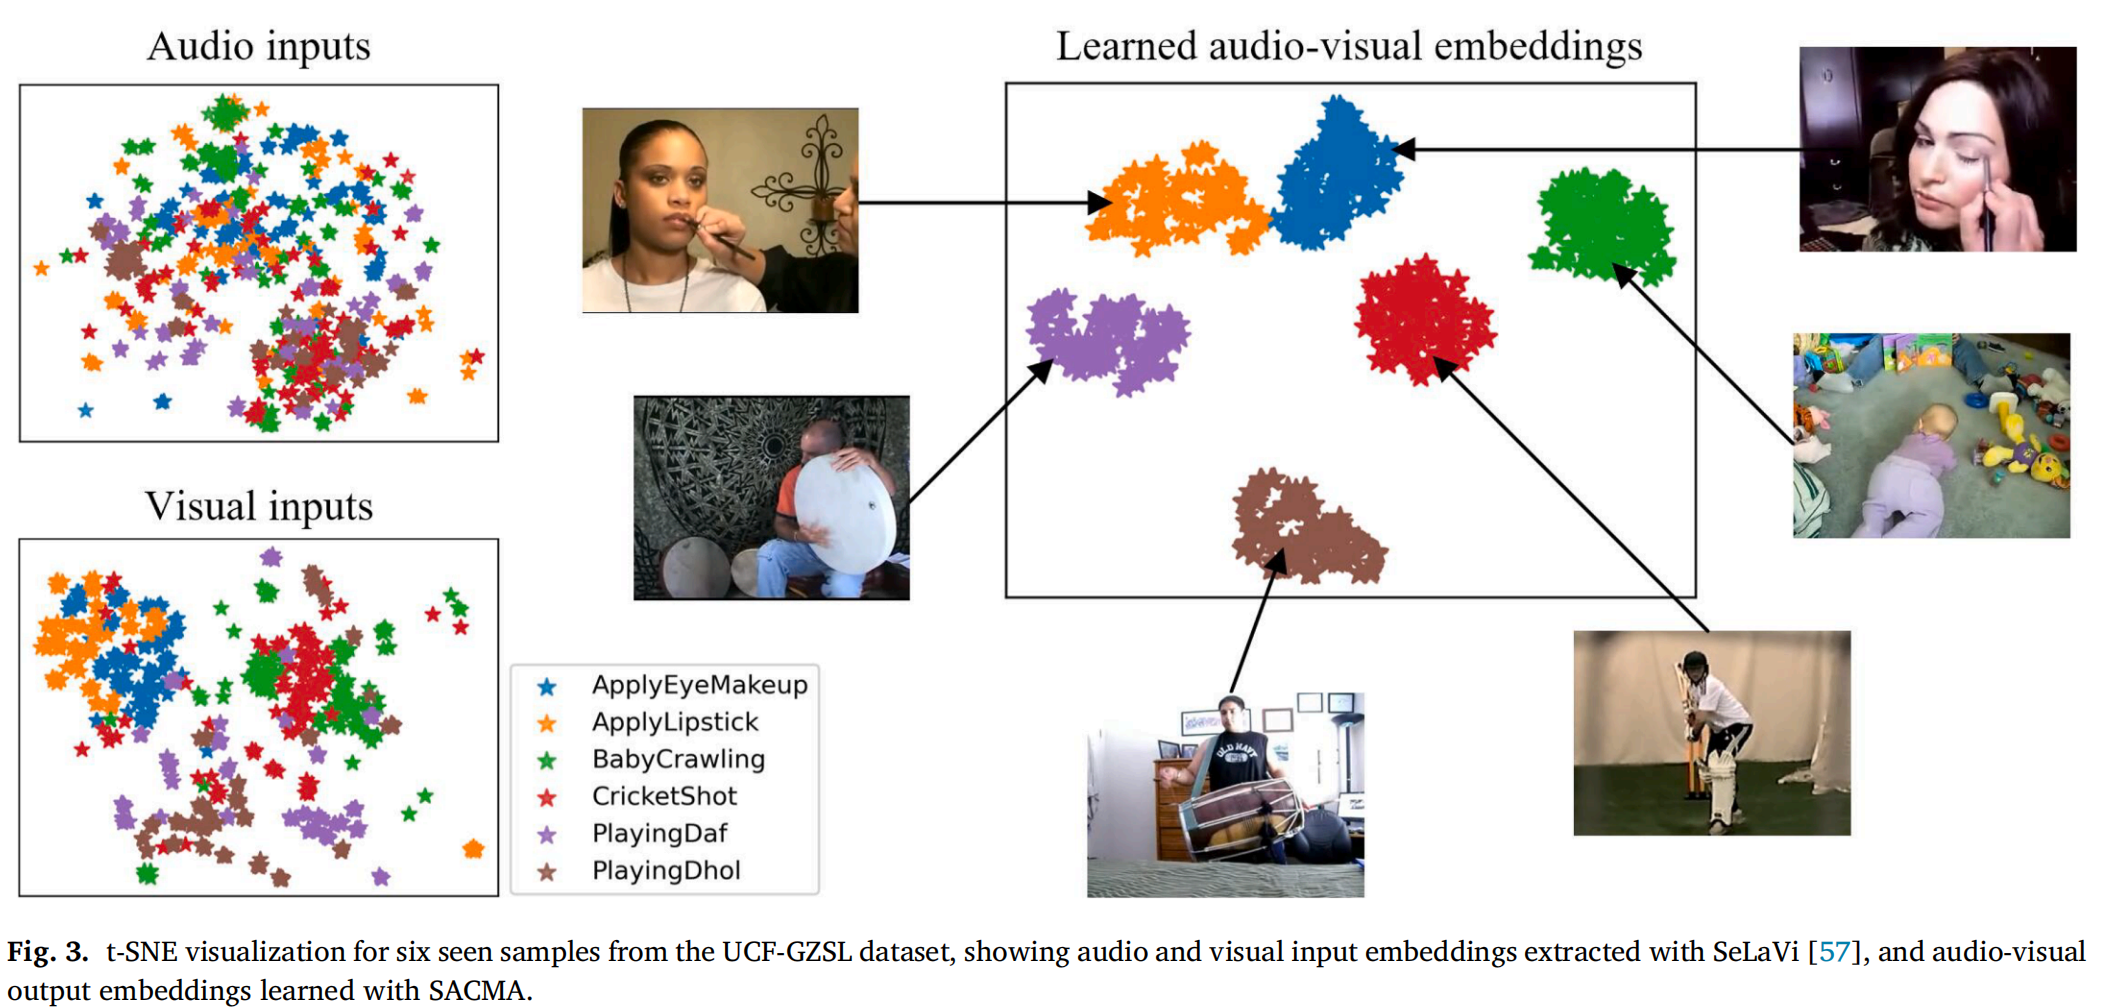 Audio inputs
Learned audio-visual embeddings
Visual inputs
ApplyEyeMakeup
ApplyLipstick
BabyCrawling
CricketShot
PlayingDaf
PlayingDhol
OLD NAVY
Fig. 3. t-SNE visualization for six seen samples from the UCF-GZSL dataset, showing audio and visual input embeddings extracted with SeLaVi [57], and audio-visual
output embeddings learned with SACMA.